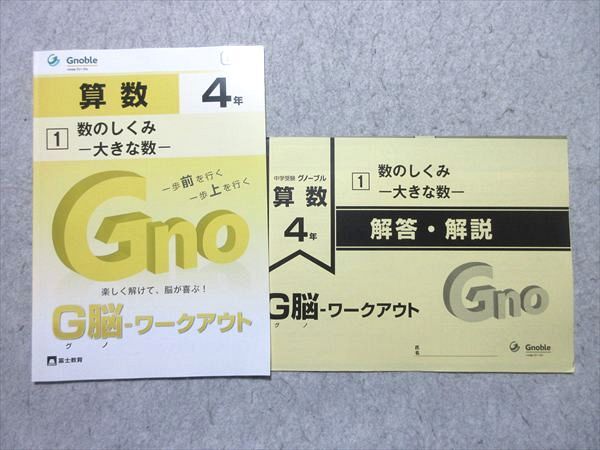 Gnoble
算数 4年
1 数のしくみ
―大きな数―
一歩前を行く
一歩上を行く
Gno
楽しく解けて、脳が喜ぶ!
G脳-ワークアウト
グ ノ
富士教育
中学受験 グノーブル
算数
4年
1 数のしくみ
―大きな数―
解答・解説
Gno
G脳-ワークアウト
グ ノ
氏名
Gnoble